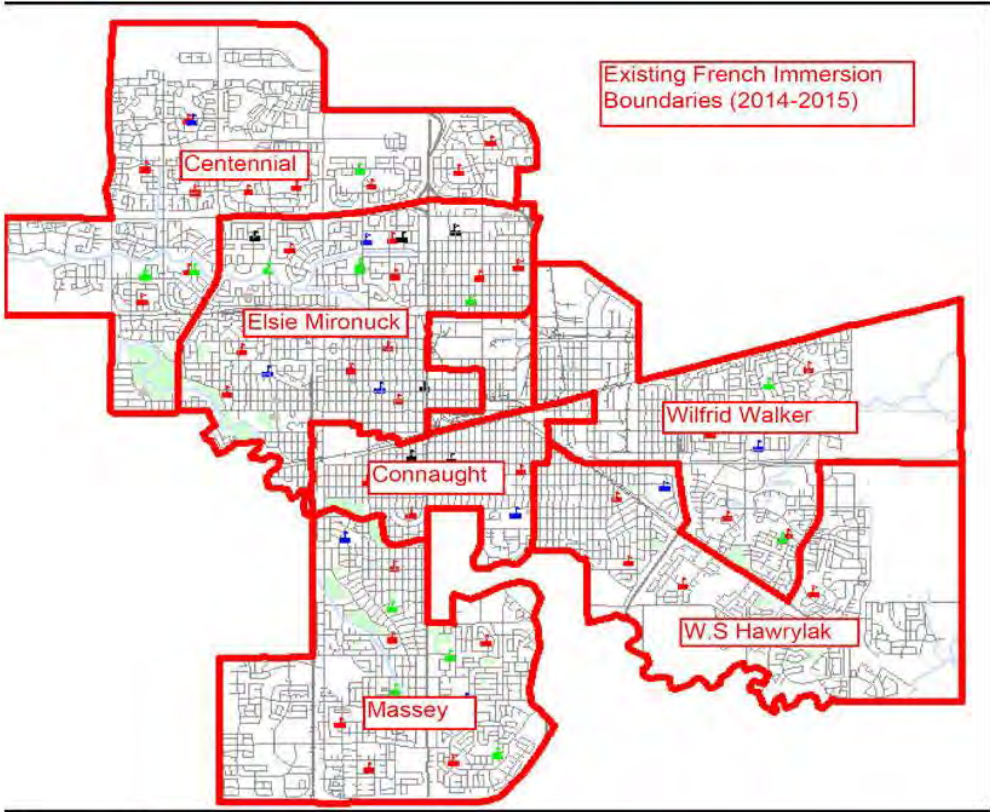 Existing French Immersion
Boundaries (2014-2015)
Centennial
Elsie Mironuck
Wilfrid Walker
Connaught
W.S Hawrylak
Massey